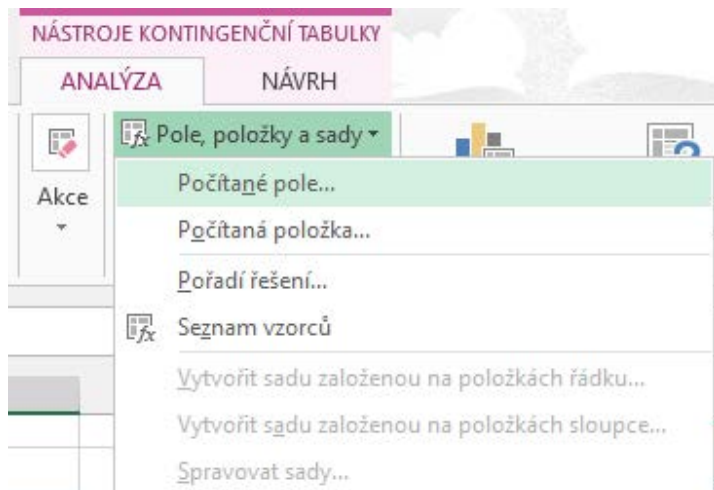 NÁSTROJE KONTINGENČNÍ TABULKY
ANALÝZA NÁVRH
Pole, položky a sady
Akce
Počítané pole...
Počítaná položka...
Pořadí řešení...
Seznam vzorců
Vytvořit sadu založenou na položkách řádku...
Vytvořit sadu založenou na položkách sloupce...
Spravovat sady...